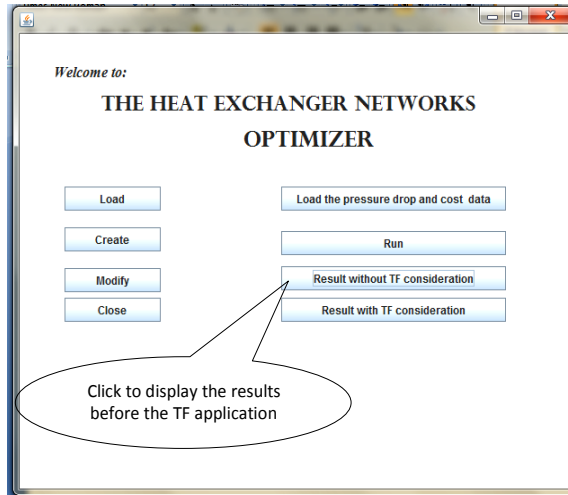 Welcome to:
THE HEAT EXCHANGER NETWORKS
OPTIMIZER
Load
Load the pressure drop and cost data
Create
Run
Modify
Result without TF consideration
Close
Result with TF consideration
Click to display the results
before the TF application